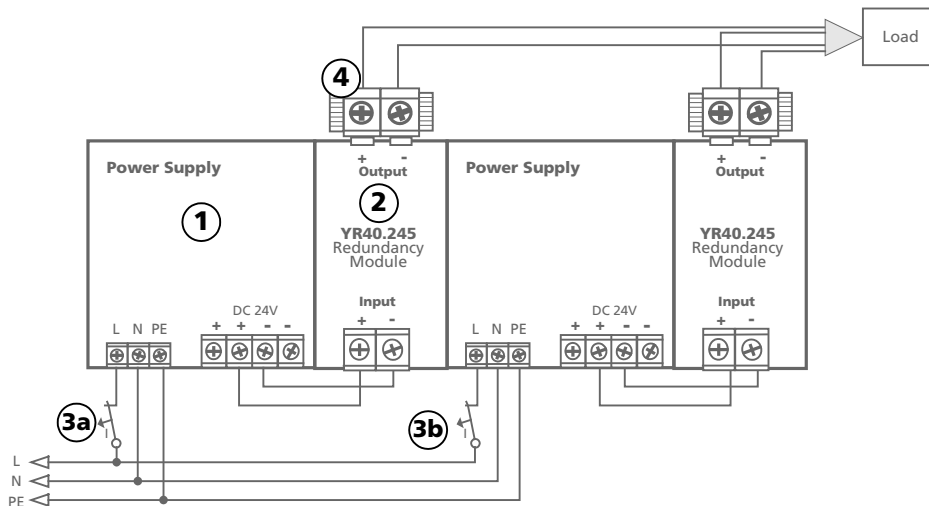 Load
4
+ -
Output
+ -
Output
Power Supply
1
2
YR40.245
Redundancy
Module
Power Supply
YR40.245
Redundancy
Module
Input
+ -
Input
+ -
DC 24V
+ + - -
L N PE
DC 24V
+ + - -
L N PE
3a
I
3b
I
L
N
PE